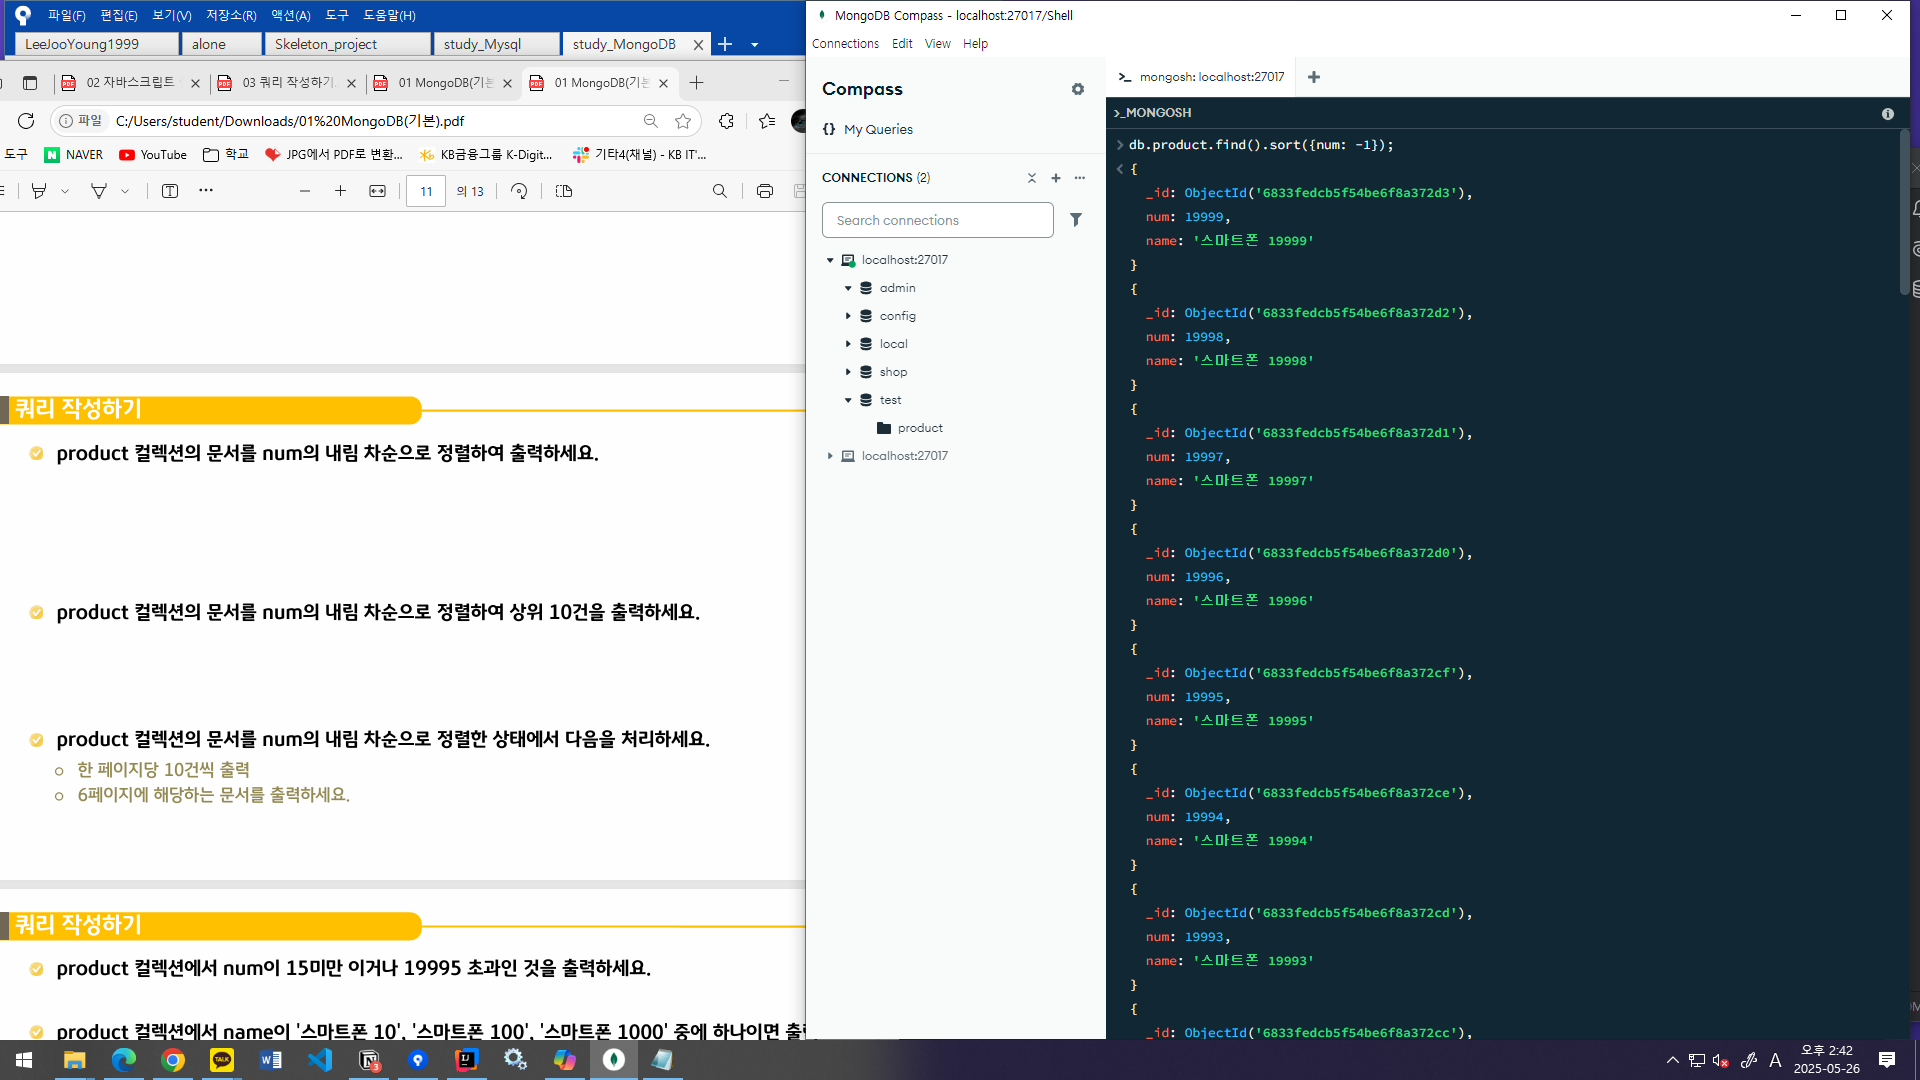 파일(F) 편집(E) 보기(V) 저장소(R) 액션(A) 도구 도움말(H)
LeeJooYoung1999 alone Skeleton_project study_Mysql study_MongoDB
02 자바스크립트 03 쿼리 작성하기 01 MongoDB(기본 01 MongoDB(기본
파일 C:/Users/student/Downloads/01%20MongoDB(기본).pdf
도구 NAVER YouTube 학교 JPG에서 PDF로 변환... KB금융그룹 K-Digit... 기타4(채널) - KB IT'...
11 의 13
쿼리 작성하기
product 컬렉션의 문서를 num의 내림 차순으로 정렬하여 출력하세요.
product 컬렉션의 문서를 num의 내림 차순으로 정렬하여 상위 10건을 출력하세요.
product 컬렉션의 문서를 num의 내림 차순으로 정렬한 상태에서 다음을 처리하세요.
한 페이지당 10건씩 출력
6페이지에 해당하는 문서를 출력하세요.
쿼리 작성하기
product 컬렉션에서 num이 15미만 이거나 19995 초과인 것을 출력하세요.
product 컬렉션에서 name이 '스마트폰 10', '스마트폰 100', '스마트폰 1000' 중에 하나이면 출력
MongoDB Compass - localhost:27017/Shell
Connections Edit View Help
Compass
{} My Queries
CONNECTIONS (2)
Search connections
localhost:27017
admin
config
local
shop
test
product
localhost:27017
mongosh: localhost:27017
>_MONGOSH
> db.product.find().sort({num: -1});
< {
_id: ObjectId('6833fedcb5f54be6f8a372d3'),
num: 19999,
name: '스마트폰 19999'
}
{
_id: ObjectId('6833fedcb5f54be6f8a372d2'),
num: 19998,
name: '스마트폰 19998'
}
{
_id: ObjectId('6833fedcb5f54be6f8a372d1'),
num: 19997,
name: '스마트폰 19997'
}
{
_id: ObjectId('6833fedcb5f54be6f8a372d0'),
num: 19996,
name: '스마트폰 19996'
}
{
_id: ObjectId('6833fedcb5f54be6f8a372cf'),
num: 19995,
name: '스마트폰 19995'
}
{
_id: ObjectId('6833fedcb5f54be6f8a372ce'),
num: 19994,
name: '스마트폰 19994'
}
{
_id: ObjectId('6833fedcb5f54be6f8a372cd'),
num: 19993,
name: '스마트폰 19993'
}
{
_id: ObjectId('6833fedcb5f54be6f8a372cc'),
TALK
3
A
오후 2:42
2025-05-26